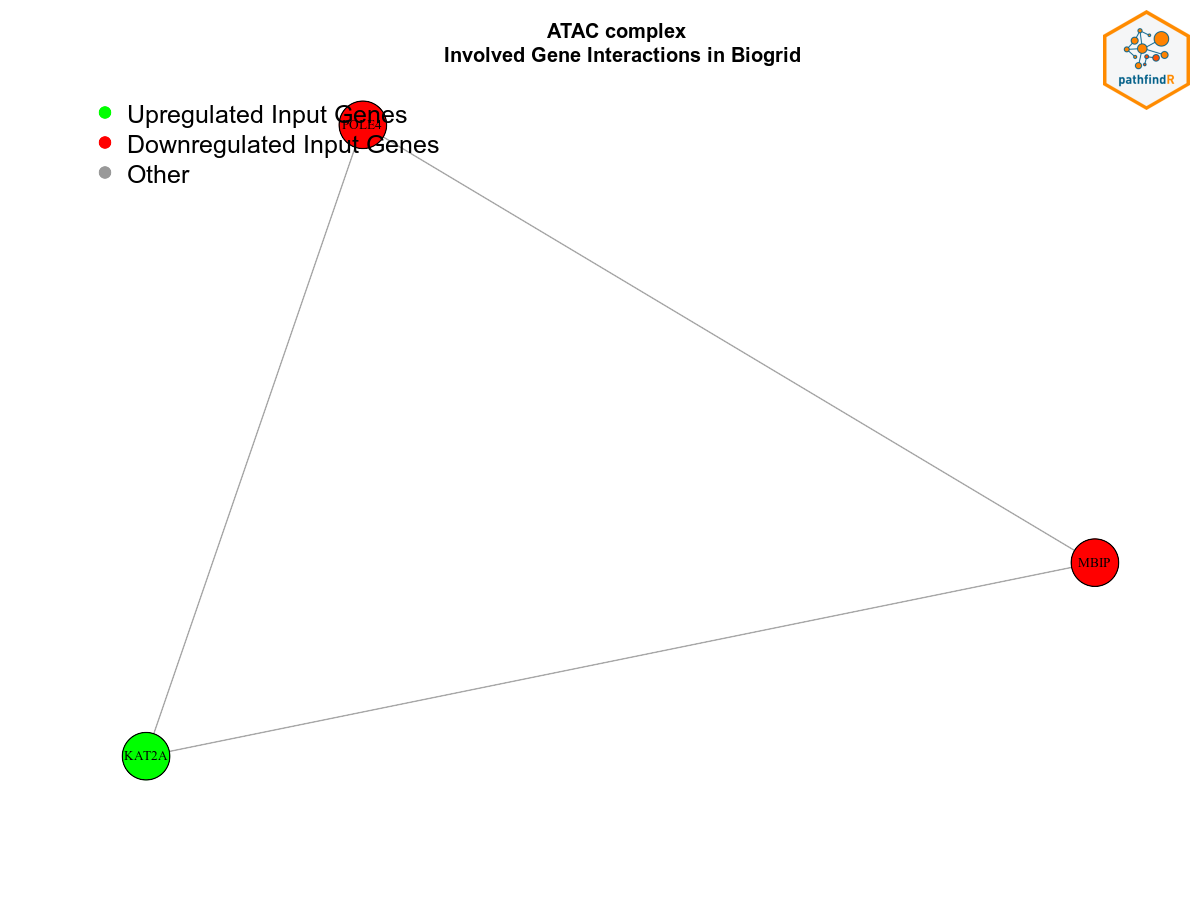 ATAC complex
Involved Gene Interactions in Biogrid
pathfindR
Upregulated Input Genes
POLE4
Downregulated Input Genes
Other
MBIP
KAT2A